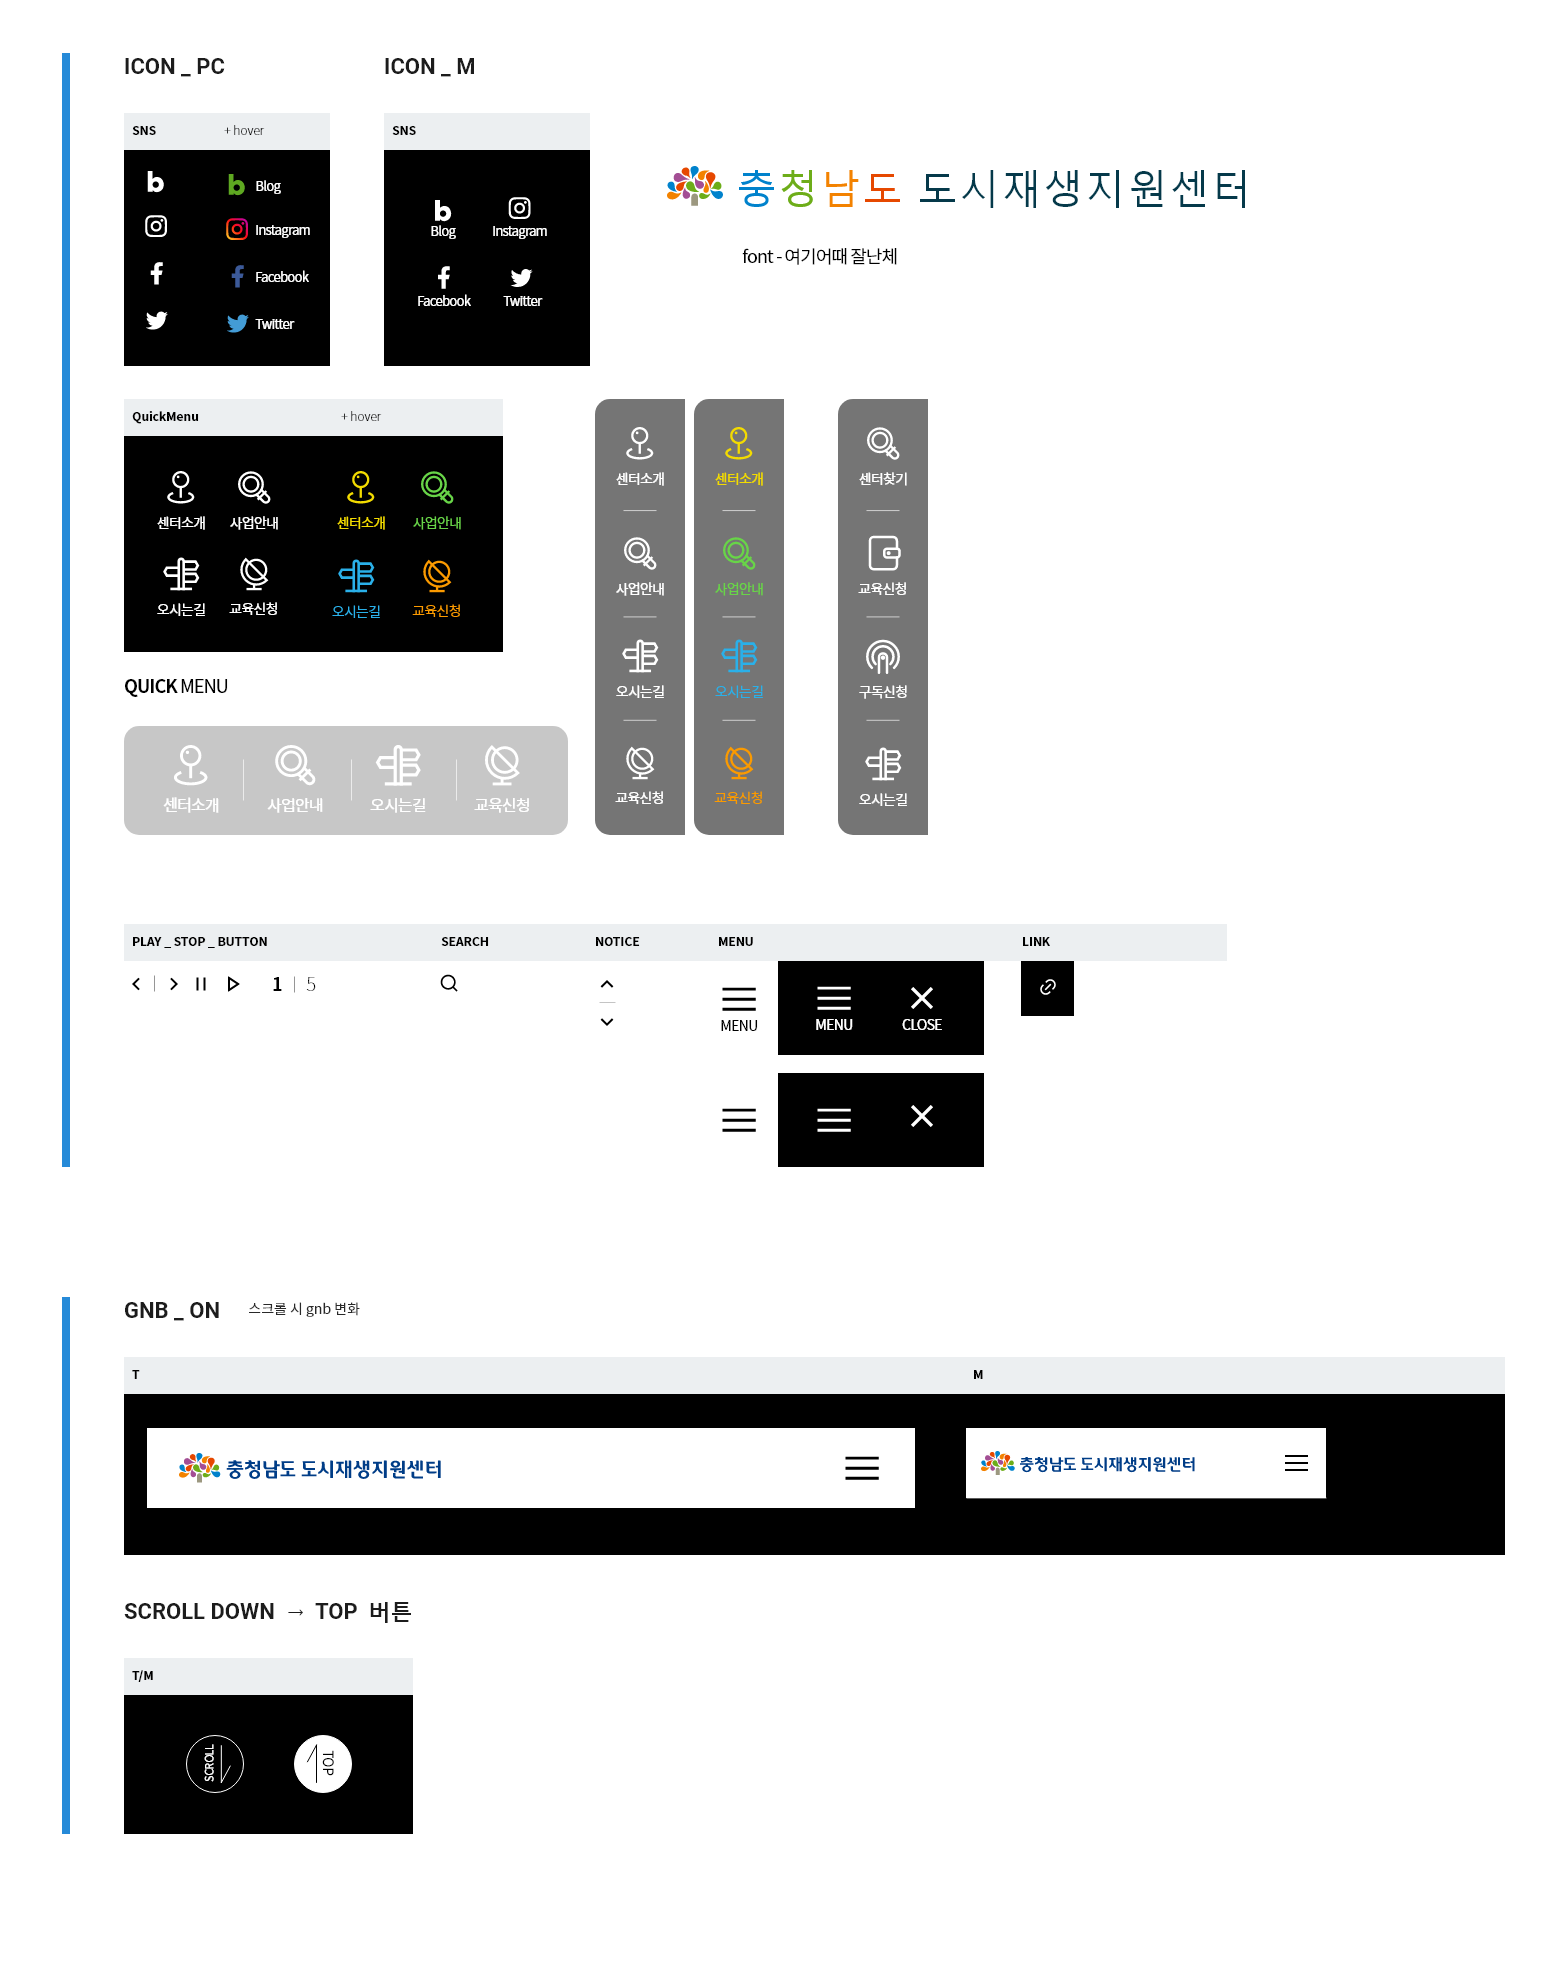 ICON _ PC
ICON _ M
SNS + hover
Blog
Instagram
Facebook
Twitter
SNS
Blog Instagram
Facebook Twitter
충청남도 도시재생지원센터
font - 여기어때 잘난체
QuickMenu + hover
센터소개 사업안내 센터소개 사업안내
오시는길 교육신청 오시는길 교육신청
QUICK MENU
센터소개 사업안내 오시는길 교육신청
센터소개
사업안내
오시는길
교육신청
센터소개
사업안내
오시는길
교육신청
센터찾기
교육신청
구독신청
오시는길
PLAY _ STOP _ BUTTON SEARCH NOTICE MENU LINK
1 5
MENU MENU CLOSE
GNB _ ON 스크롤 시 gnb 변화
T M
충청남도 도시재생지원센터
충청남도 도시재생지원센터
SCROLL DOWN → TOP 버튼
T/M
SCROLL
TOP